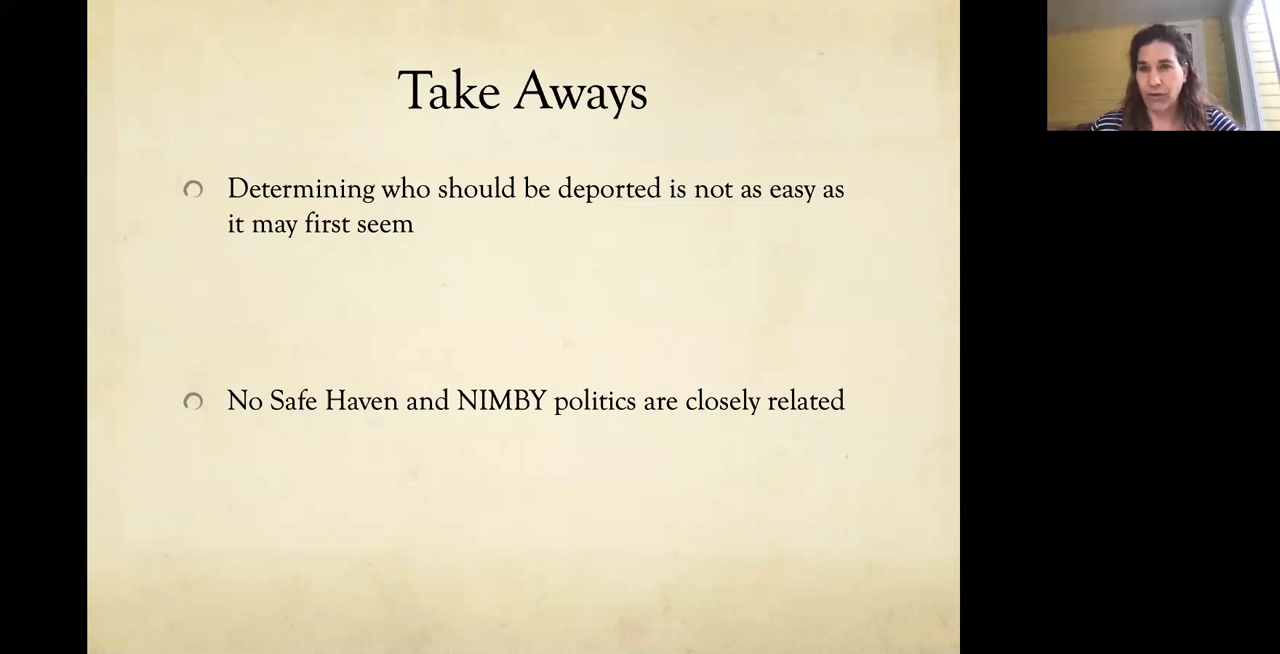 Take Aways
Determining who should be deported is not as easy as
it may first seem
No Safe Haven and NIMBY politics are closely related